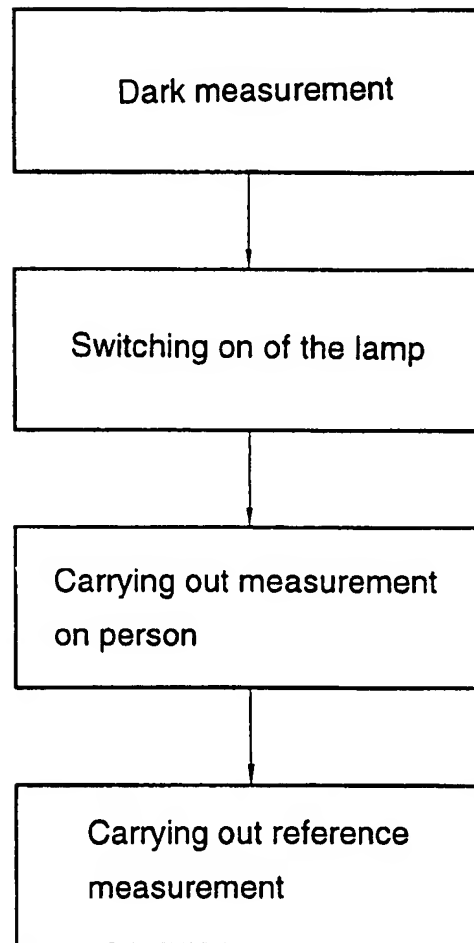 Dark measurement
Switching on of the lamp
Carrying out measurement
on person
Carrying out reference
measurement